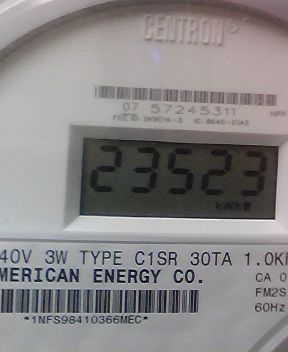 CENTRON®
07 57245311
23523
kWh
40V 3W TYPE C1SR 30TA 1.0K
MERICAN ENERGY CO.
CA 0
FM2S
60Hz
*1NFS98410366MEC*